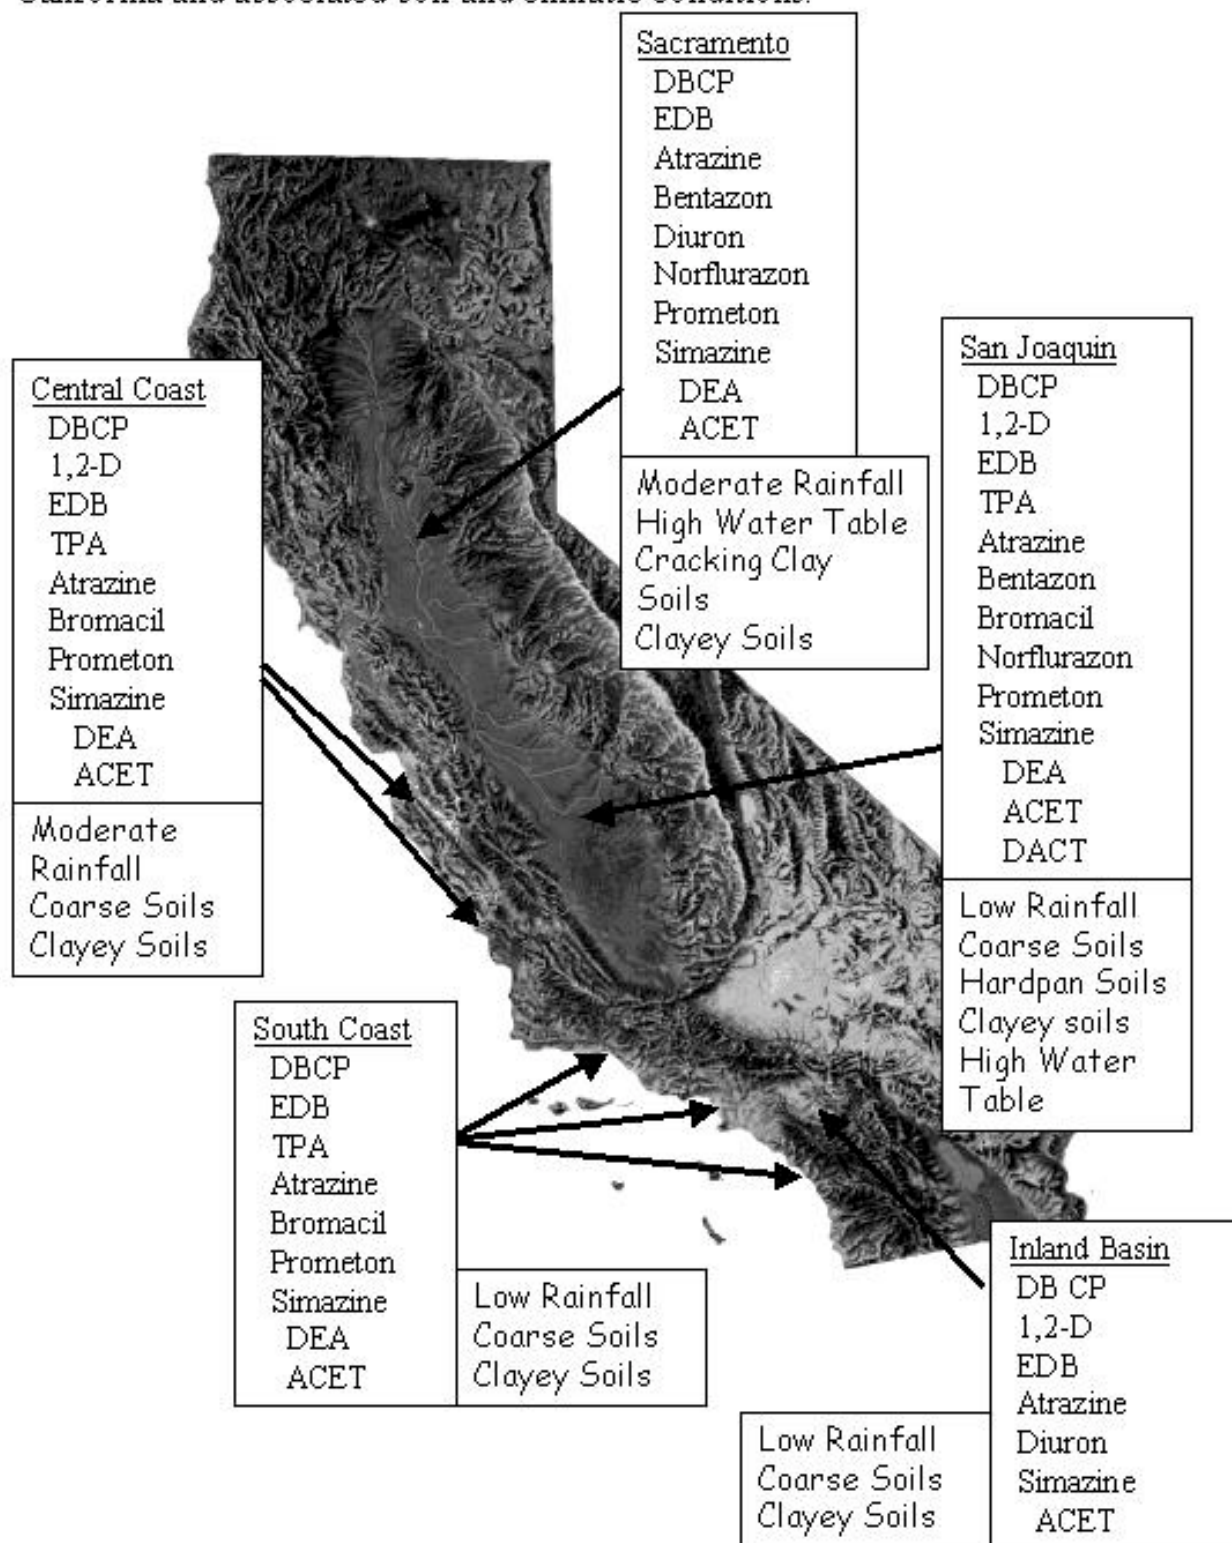 California and associated soil and climatic conditions.
Sacramento
DBCP
EDB
Atrazine
Bentazon
Diuron
Norflurazon
Prometon
Simazine
DEA
ACET
Moderate Rainfall
High Water Table
Cracking Clay
Soils
Clayey Soils
San Joaquin
DBCP
1,2-D
EDB
TPA
Atrazine
Bentazon
Bromacil
Norflurazon
Prometon
Simazine
DEA
ACET
DACT
Low Rainfall
Coarse Soils
Hardpan Soils
Clayey soils
High Water
Table
Central Coast
DBCP
1,2-D
EDB
TPA
Atrazine
Bromacil
Prometon
Simazine
DEA
ACET
Moderate
Rainfall
Coarse Soils
Clayey Soils
South Coast
DBCP
EDB
TPA
Atrazine
Bromacil
Prometon
Simazine
DEA
ACET
Low Rainfall
Coarse Soils
Clayey Soils
Inland Basin
DB CP
1,2-D
EDB
Atrazine
Diuron
Simazine
ACET
Low Rainfall
Coarse Soils
Clayey Soils